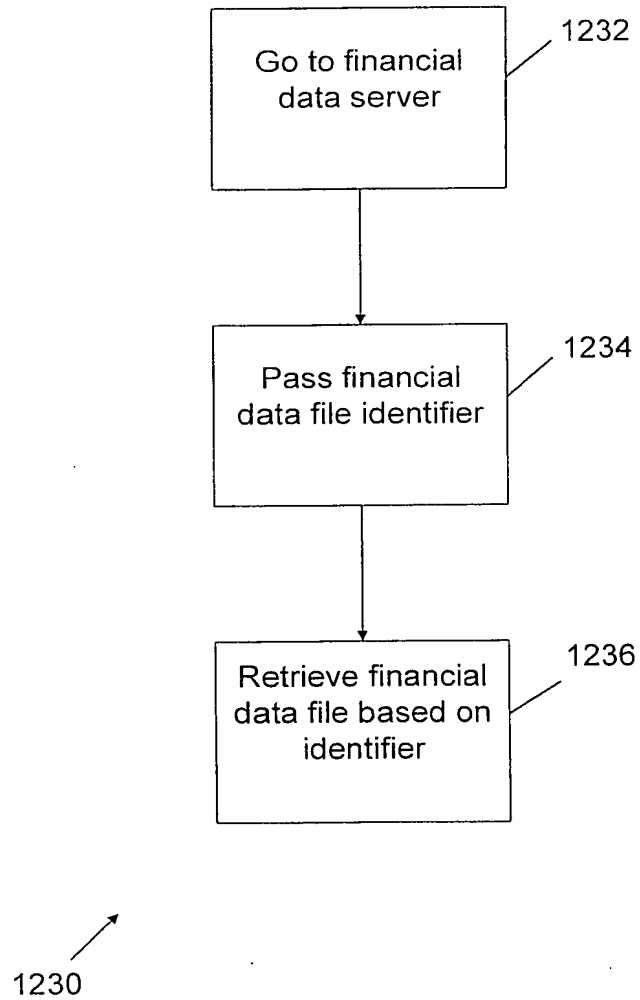 1232
Go to financial
data server
1234
Pass financial
data file identifier
1236
Retrieve financial
data file based on
identifier
1230